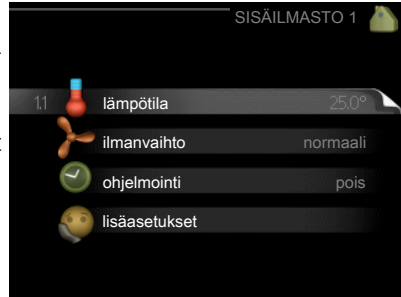 SISÄILMASTO 1
1.1 lämpötila 25.0°
ilmanvaihto normaali
ohjelmointi pois
lisäasetukset